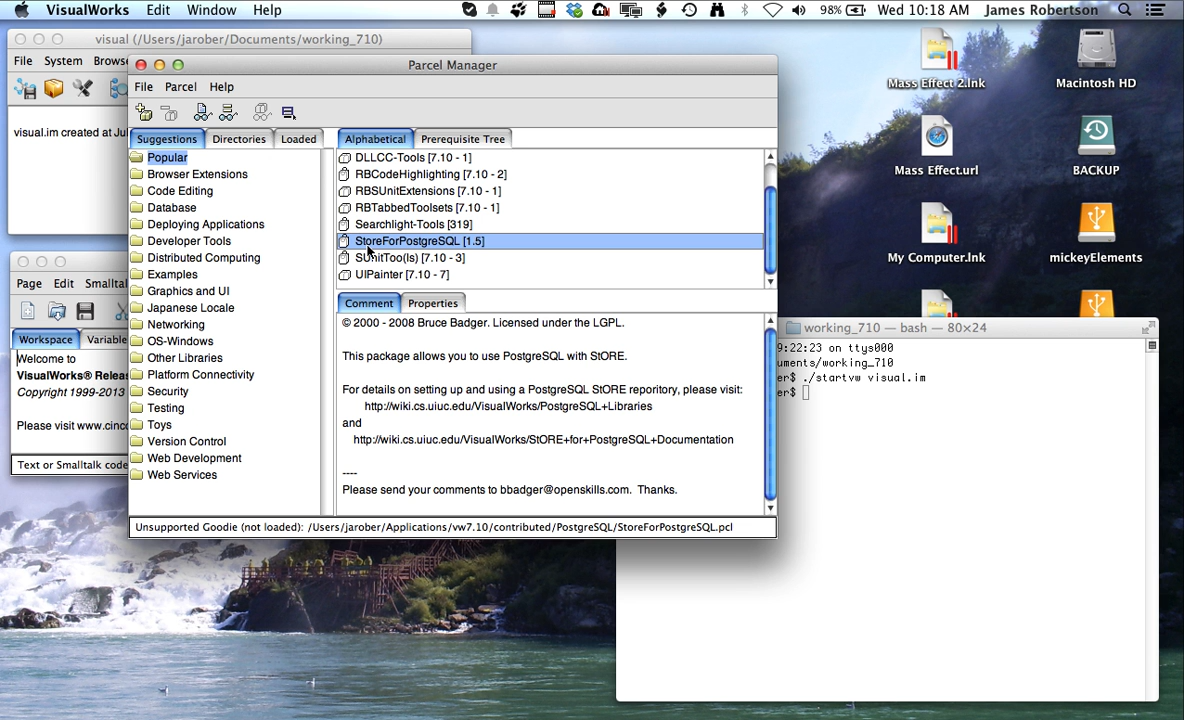 VisualWorks Edit Window Help 98% Wed 10:18 AM James Robertson
visual (/Users/jarober/Documents/working_710)
File System Brows
visual.im created at Ju
Parcel Manager
File Parcel Help
Suggestions Directories Loaded
Popular
Browser Extensions
Code Editing
Database
Deploying Applications
Developer Tools
Distributed Computing
Examples
Graphics and UI
Japanese Locale
Networking
OS-Windows
Other Libraries
Platform Connectivity
Security
Testing
Toys
Version Control
Web Development
Web Services
Alphabetical Prerequisite Tree
DLLCC-Tools [7.10 - 1]
RBCodeHighlighting [7.10 - 2]
RBSUnitExtensions [7.10 - 1]
RBTabbedToolsets [7.10 - 1]
Searchlight-Tools [319]
StoreForPostgreSQL [1.5]
SUnitToo(ls) [7.10 - 3]
UIPainter [7.10 - 7]
Comment Properties
© 2000 - 2008 Bruce Badger. Licensed under the LGPL.
This package allows you to use PostgreSQL with StORE.
For details on setting up and using a PostgreSQL StORE reporitory, please visit:
http://wiki.cs.uiuc.edu/VisualWorks/PostgreSQL+Libraries
and
http://wiki.cs.uiuc.edu/VisualWorks/StORE+for+PostgreSQL+Documentation
----
Please send your comments to bbadger@openskills.com. Thanks.
Unsupported Goodie (not loaded): /Users/jarober/Applications/vw7.10/contributed/PostgreSQL/StoreForPostgreSQL.pcl
Page Edit Smallta
Workspace Variable
Welcome to
VisualWorks® Relea
Copyright 1999-2013
Please visit www.cinc
Text or Smalltalk code
working_710 — bash — 80×24
9:22:23 on ttys000
uments/working_710
er$ ./startvw visual.im
er$
Mass Effect 2.lnk
Macintosh HD
Mass Effect.url
BACKUP
My Computer.lnk
mickeyElements